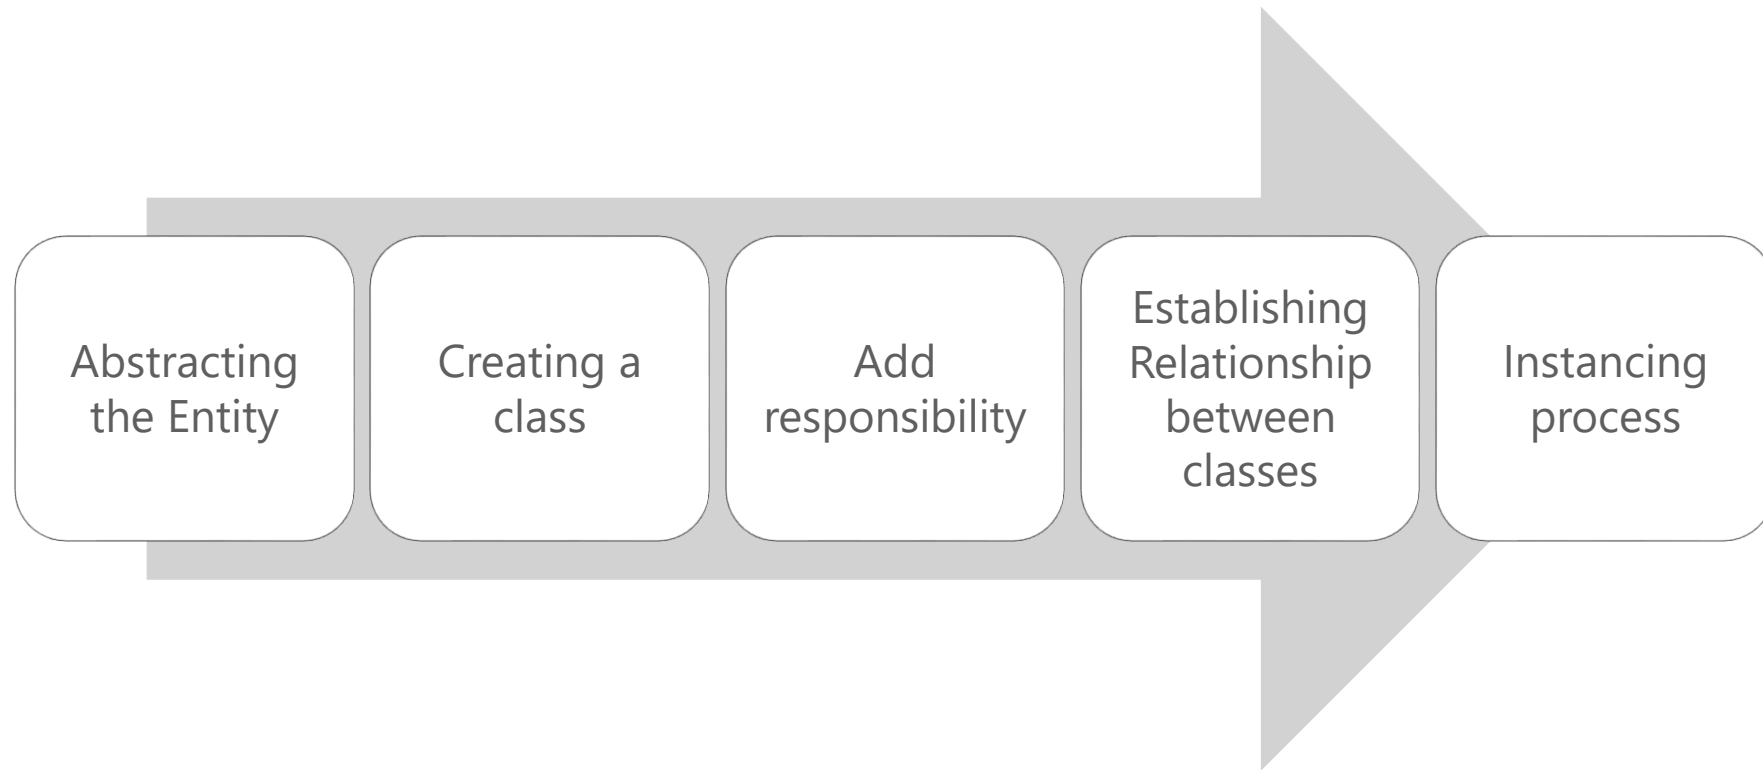 Abstracting
the Entity
Creating a
class
Add
responsibility
Establishing
Relationship
between
classes
Instancing
process